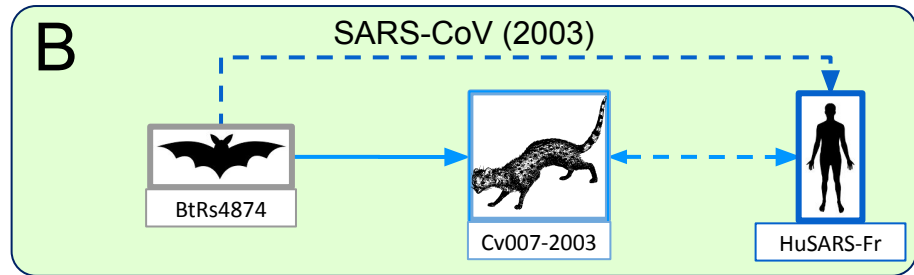 B
SARS-CoV (2003)
BtRs4874
Cv007-2003
HuSARS-Fr